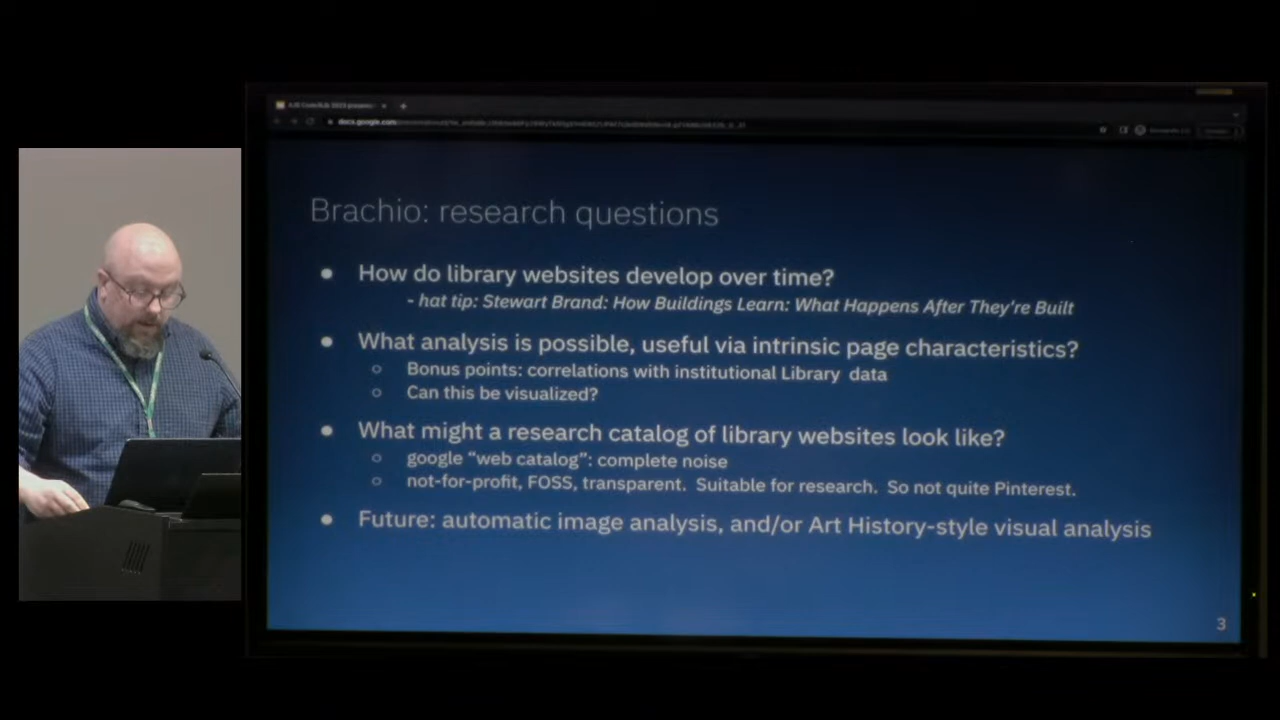 docs.google.com
Brachio: research questions
● How do library websites develop over time?
- hat tip: Stewart Brand: How Buildings Learn: What Happens After They're Built
● What analysis is possible, useful via intrinsic page characteristics?
○ Bonus points: correlations with institutional Library data
○ Can this be visualized?
● What might a research catalog of library websites look like?
○ google “web catalog”: complete noise
○ not-for-profit, FOSS, transparent. Suitable for research. So not quite Pinterest.
● Future: automatic image analysis, and/or Art History-style visual analysis
3